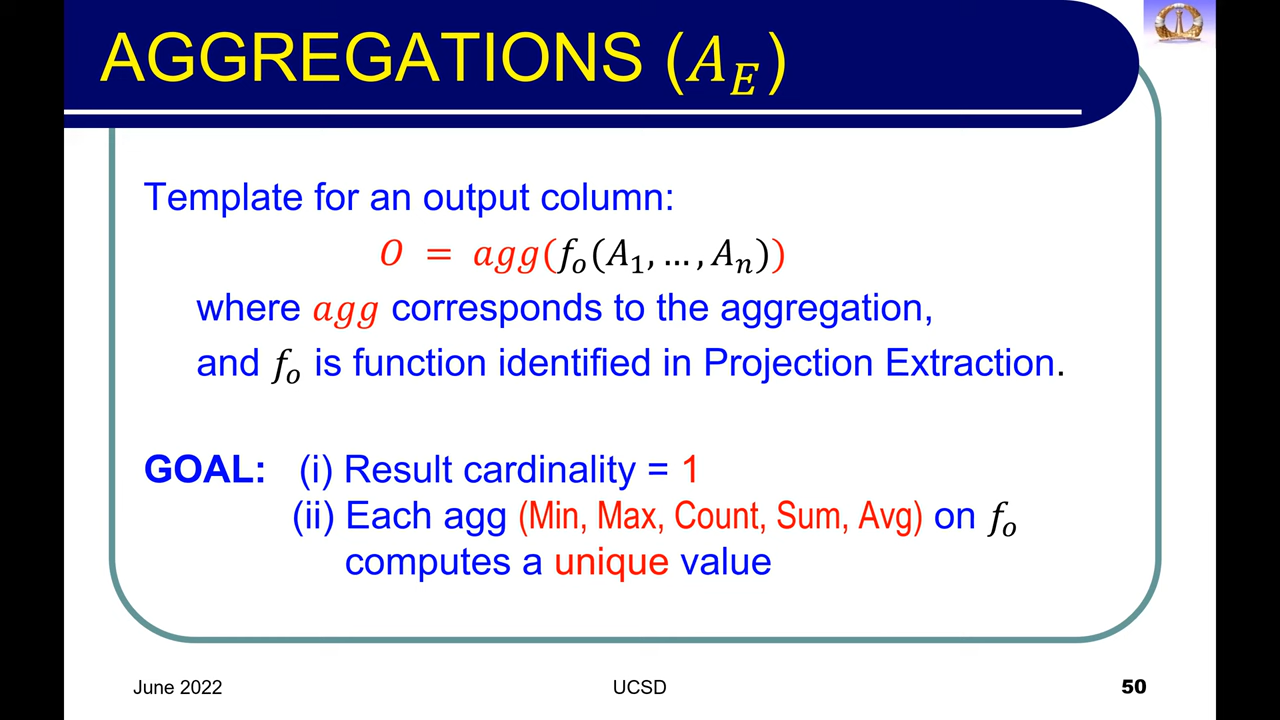 AGGREGATIONS (A_E)
Template for an output column:
O = agg(f_o(A_1, … , A_n))
where agg corresponds to the aggregation,
and f_o is function identified in Projection Extraction.
GOAL: (i) Result cardinality = 1
(ii) Each agg (Min, Max, Count, Sum, Avg) on f_o
computes a unique value
June 2022 UCSD 50